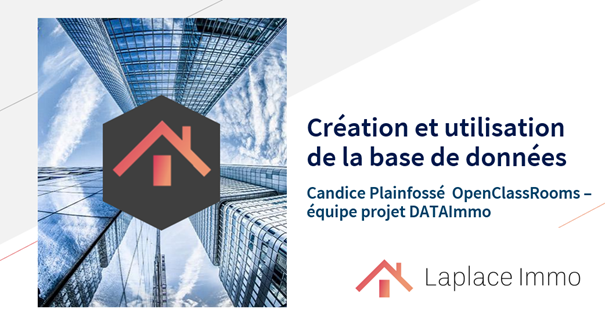 Création et utilisation
de la base de données
Candice Plainfossé OpenClassRooms –
équipe projet DATAImmo
Laplace Immo